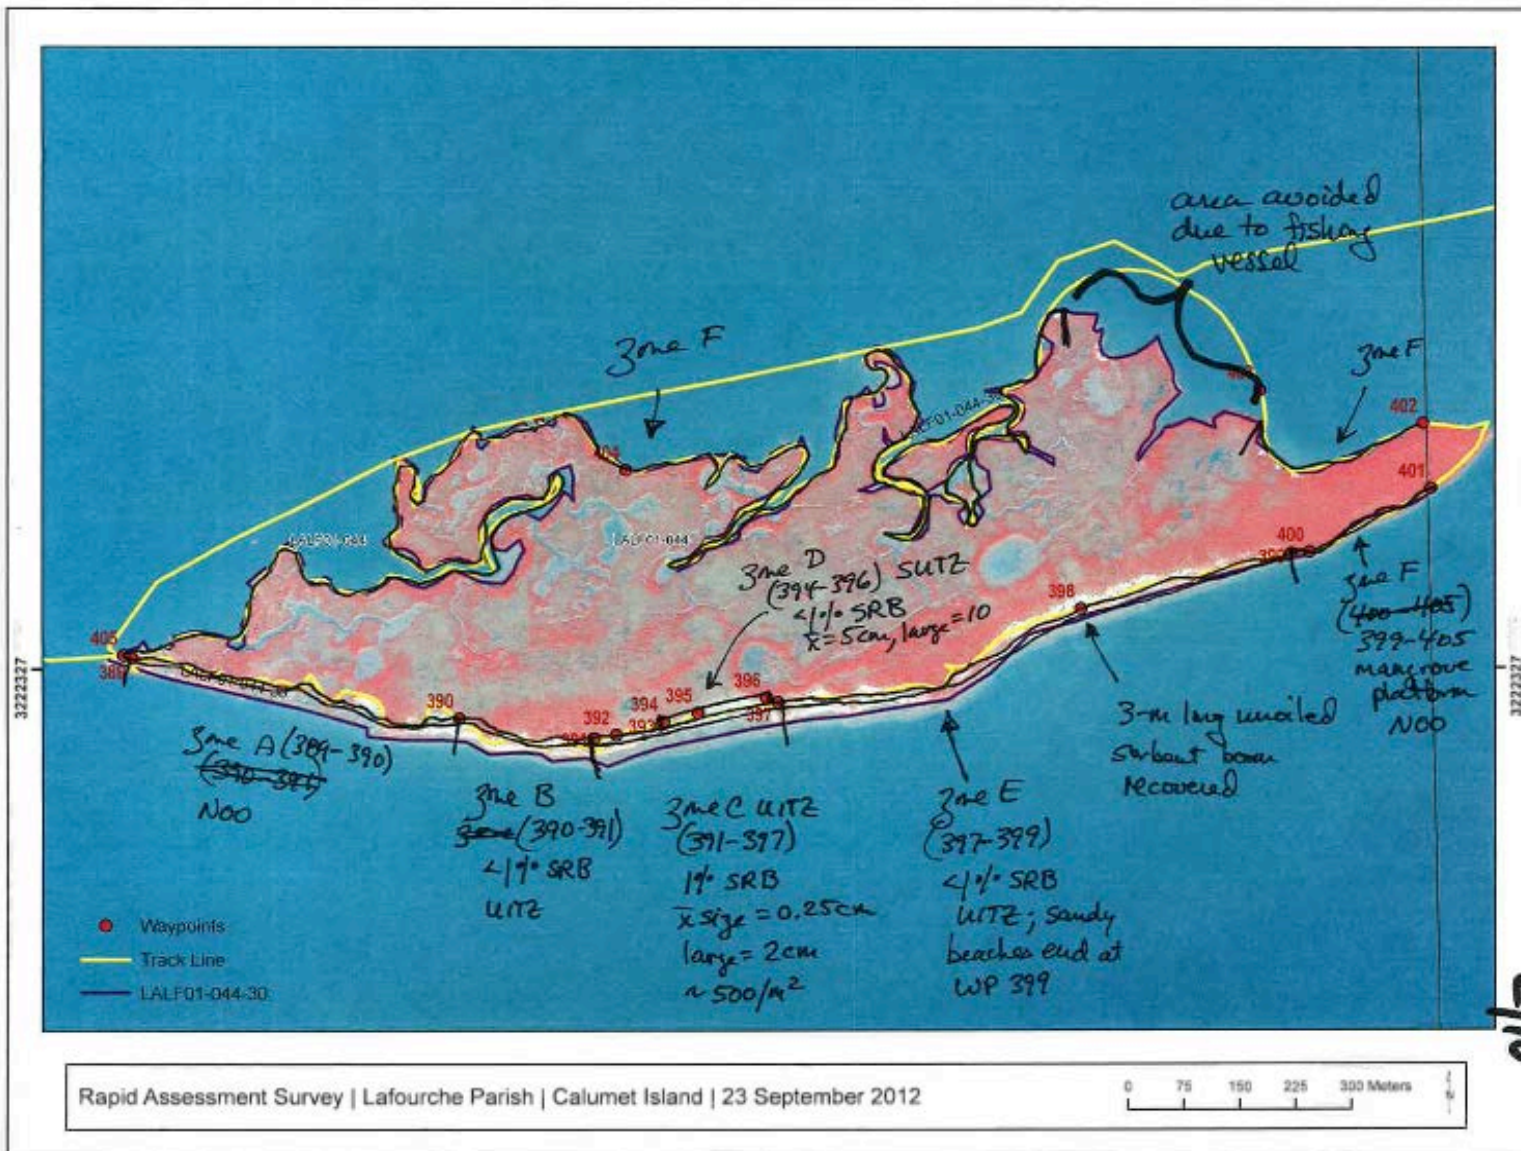 area avoided
due to fishing
vessel
Zone F
Zone F
402
401
LALF01-044
LALF01-044
Zone D
(394-396) SUTZ
<1% SRB
x̄=5cm, large=10
400
398
Zone F
(400-405)
399-405
mangrove
platform
NOO
405
390
392
393
394
395
396
397
3222327
3222327
Zone A (389-390)
(390-391)
NOO
Zone B
Zone (390-391)
<1% SRB
UITZ
Zone C UITZ
(391-397)
1% SRB
x̄ size = 0.25cm
large = 2cm
~ 500/m²
Zone E
(397-399)
<1% SRB
UITZ; sandy
beaches end at
WP 399
3-m long unoiled
sorbent boom
recovered
Waypoints
Track Line
LALF01-044-30
Rapid Assessment Survey | Lafourche Parish | Calumet Island | 23 September 2012
0 75 150 225 300 Meters
N